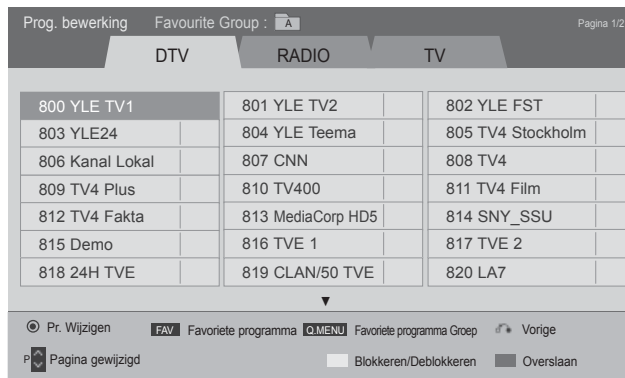 Prog. bewerking Favourite Group : A Pagina 1/2
DTV RADIO TV
800 YLE TV1 801 YLE TV2 802 YLE FST
803 YLE24 804 YLE Teema 805 TV4 Stockholm
806 Kanal Lokal 807 CNN 808 TV4
809 TV4 Plus 810 TV400 811 TV4 Film
812 TV4 Fakta 813 MediaCorp HD5 814 SNY_SSU
815 Demo 816 TVE 1 817 TVE 2
818 24H TVE 819 CLAN/50 TVE 820 LA7
▼
Pr. Wijzigen FAV Favoriete programma Q.MENU Favoriete programma Groep Vorige
P Pagina gewijzigd Blokkeren/Deblokkeren Overslaan